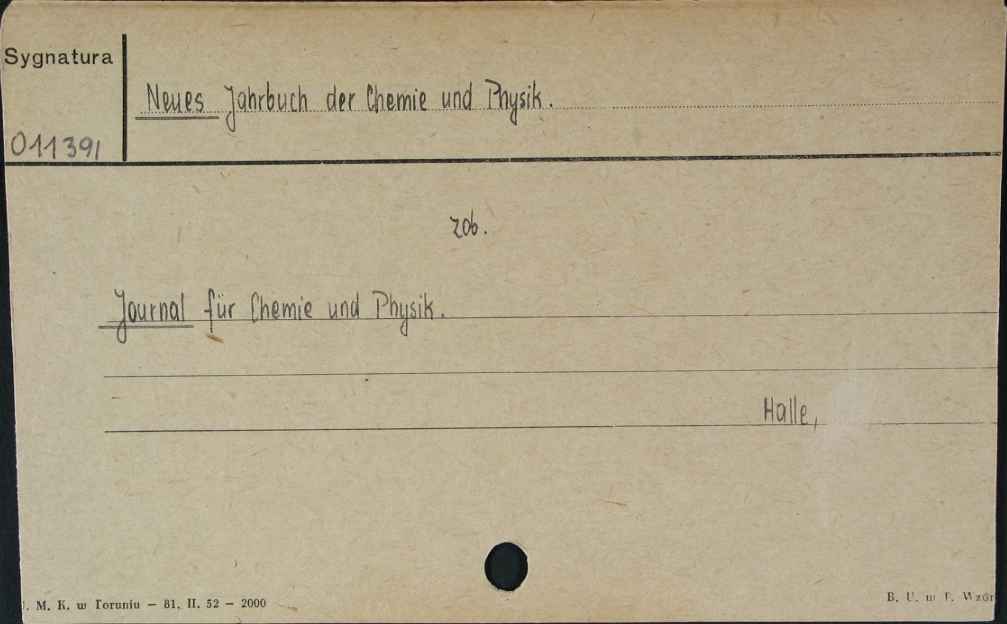 Sygnatura
Neues Jahrbuch der Chemie und Physik.
011391
zob.
Journal für Chemie und Physik.
Halle,
. M. K. w Toruniu — 81. II. 52 — 2000
B. U. w T. Wzór